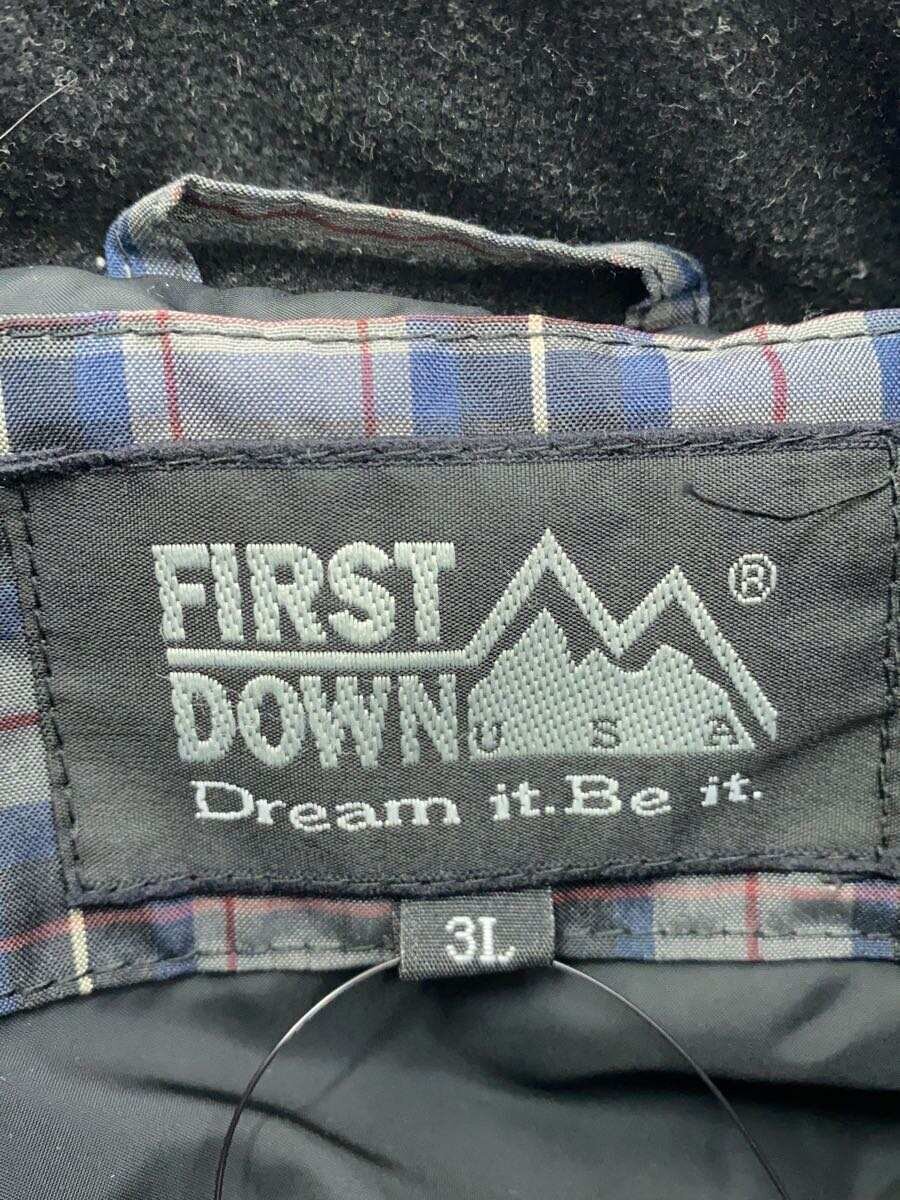 FIRST
DOWN
USA
®
Dream it.Be it.
3L